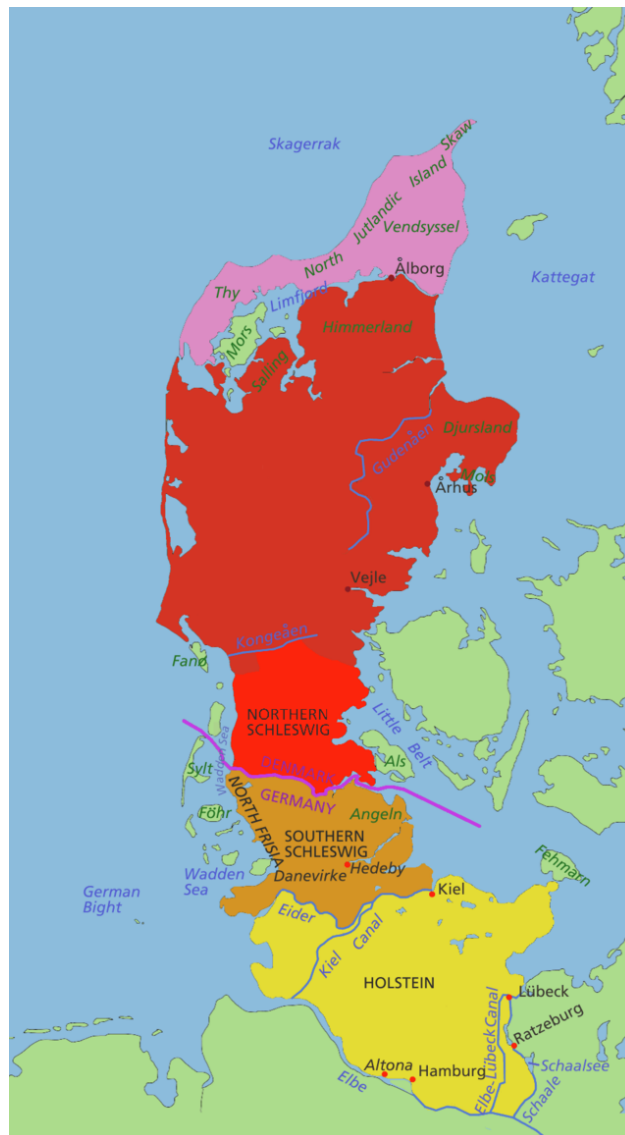 Skaw
Skagerrak
Island
Jutlandic
Vendsyssel
North
Ålborg
Kattegat
Thy
Limfjord
Himmerland
Mors
Salling
Djursland
Gudenåen
Mols
Århus
Vejle
Kongeåen
Fanø
NORTHERN
SCHLESWIG
Little Belt
Wadden Sea
Sylt
DENMARK
Als
GERMANY
NORTH FRISIA
Föhr
Angeln
SOUTHERN
SCHLESWIG
Hedeby
Danevirke
Wadden
Sea
Fehmarn
German
Bight
Kiel
Eider
Kiel Canal
HOLSTEIN
Lübeck
Elbe-Lübeck Canal
Ratzeburg
Schaalsee
Altona
Hamburg
Elbe
Schaale